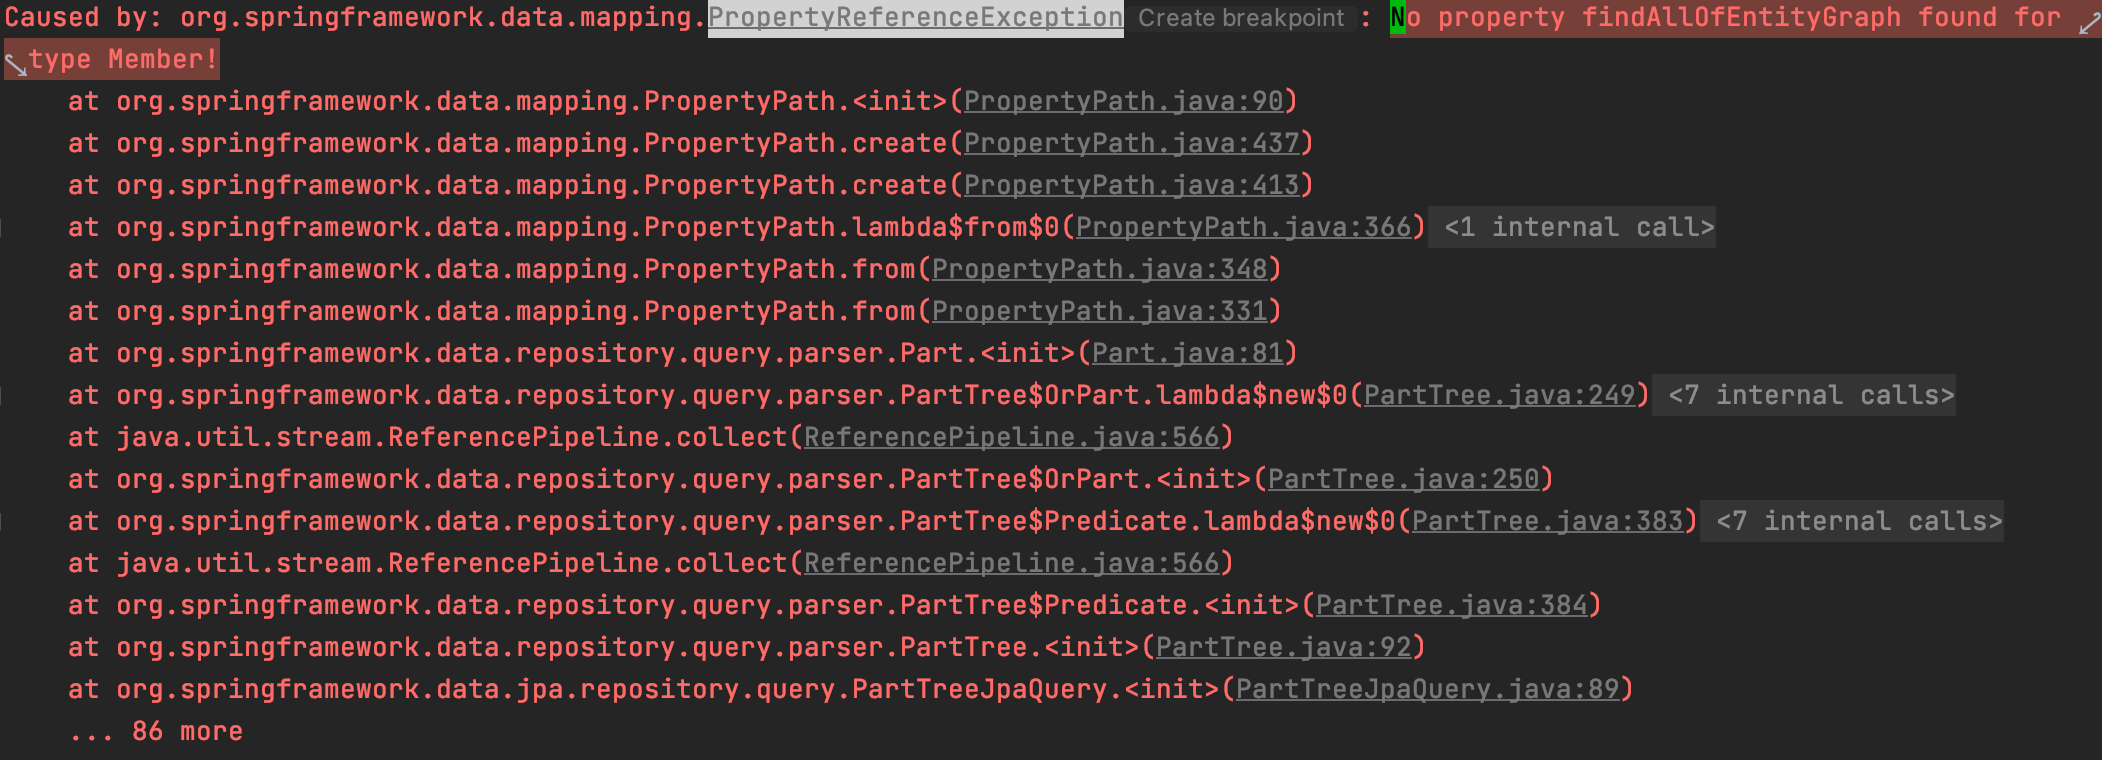 Caused by: org.springframework.data.mapping.PropertyReferenceException Create breakpoint : No property findAllOfEntityGraph found for
type Member!
at org.springframework.data.mapping.PropertyPath.<init>(PropertyPath.java:90)
at org.springframework.data.mapping.PropertyPath.create(PropertyPath.java:437)
at org.springframework.data.mapping.PropertyPath.create(PropertyPath.java:413)
at org.springframework.data.mapping.PropertyPath.lambda$from$0(PropertyPath.java:366) <1 internal call>
at org.springframework.data.mapping.PropertyPath.from(PropertyPath.java:348)
at org.springframework.data.mapping.PropertyPath.from(PropertyPath.java:331)
at org.springframework.data.repository.query.parser.Part.<init>(Part.java:81)
at org.springframework.data.repository.query.parser.PartTree$OrPart.lambda$new$0(PartTree.java:249) <7 internal calls>
at java.util.stream.ReferencePipeline.collect(ReferencePipeline.java:566)
at org.springframework.data.repository.query.parser.PartTree$OrPart.<init>(PartTree.java:250)
at org.springframework.data.repository.query.parser.PartTree$Predicate.lambda$new$0(PartTree.java:383) <7 internal calls>
at java.util.stream.ReferencePipeline.collect(ReferencePipeline.java:566)
at org.springframework.data.repository.query.parser.PartTree$Predicate.<init>(PartTree.java:384)
at org.springframework.data.repository.query.parser.PartTree.<init>(PartTree.java:92)
at org.springframework.data.jpa.repository.query.PartTreeJpaQuery.<init>(PartTreeJpaQuery.java:89)
... 86 more